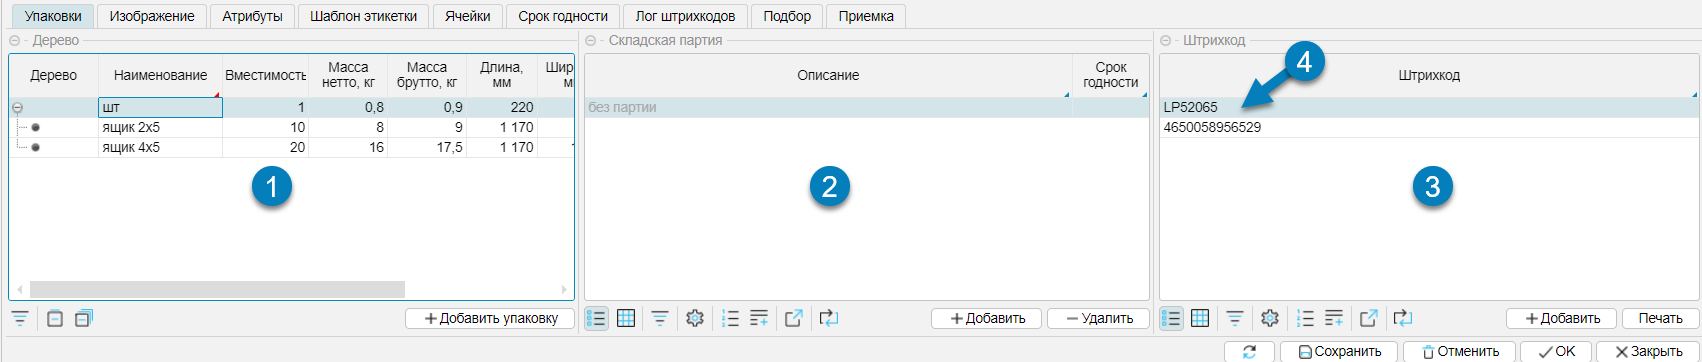 Упаковки Изображение Атрибуты Шаблон этикетки Ячейки Срок годности Лог штрихкодов Подбор Приемка
Дерево
Дерево Наименование Вместимость Масса нетто, кг Масса брутто, кг Длина, мм
шт 1 0,8 0,9 220
ящик 2х5 10 8 9 1 170
ящик 4х5 20 16 17,5 1 170
1
+ Добавить упаковку
Складская партия
Описание Срок годности
без партии
2
+ Добавить − Удалить
Штрихкод
4
Штрихкод
LP52065
4650058956529
3
+ Добавить Печать
Сохранить Отменить OK Закрыть